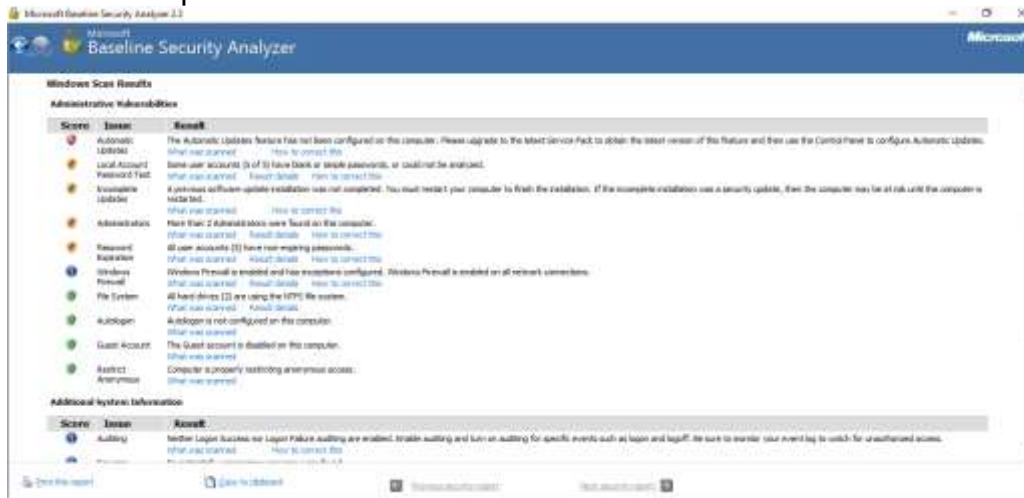 Microsoft Baseline Security Analyzer 2.3
Microsoft
Baseline Security Analyzer
Microsoft
Windows Scan Results
Administrative Vulnerabilities
Score Issue Result
Automatic Updates The Automatic Updates feature has not been configured on this computer. Please upgrade to the latest Service Pack to obtain the latest version of this feature and then use the Control Panel to configure Automatic Updates.
What was scanned How to correct this
Local Account Password Test Some user accounts (5 of 5) have blank or simple passwords, or could not be analyzed.
What was scanned Result details How to correct this
Incomplete Updates A previous software update installation was not completed. You must restart your computer to finish the installation. If the incomplete installation was a security update, then the computer may be at risk until the computer is
restarted.
What was scanned How to correct this
Administrators More than 2 Administrators were found on this computer.
What was scanned Result details How to correct this
Password Expiration All user accounts (5) have non-expiring passwords.
What was scanned Result details How to correct this
Windows Firewall Windows Firewall is enabled and has exceptions configured. Windows Firewall is enabled on all network connections.
What was scanned Result details How to correct this
File System All hard drives (2) are using the NTFS file system.
What was scanned Result details
Autologon Autologon is not configured on this computer.
What was scanned
Guest Account The Guest account is disabled on this computer.
What was scanned
Restrict Anonymous Computer is properly restricting anonymous access.
What was scanned
Additional System Information
Score Issue Result
Auditing Neither Logon Success nor Logon Failure auditing are enabled. Enable auditing and turn on auditing for specific events such as logon and logoff. Be sure to monitor your event log to watch for unauthorized access.
What was scanned How to correct this
Print this report Copy to clipboard Previous security report Next security report